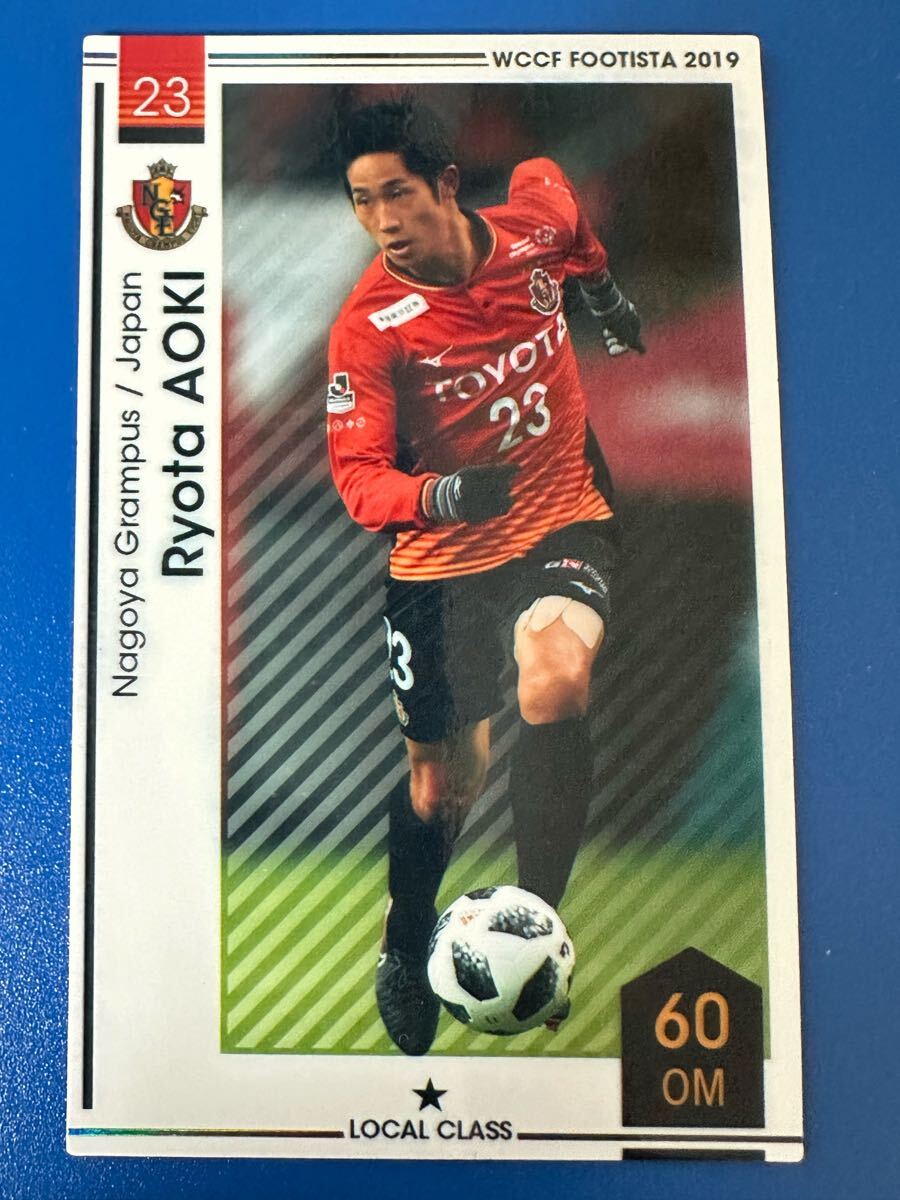 WCCF FOOTISTA 2019
23
Nagoya Grampus / Japan
Ryota AOKI
TOYOTA
23
23
60
OM
LOCAL CLASS